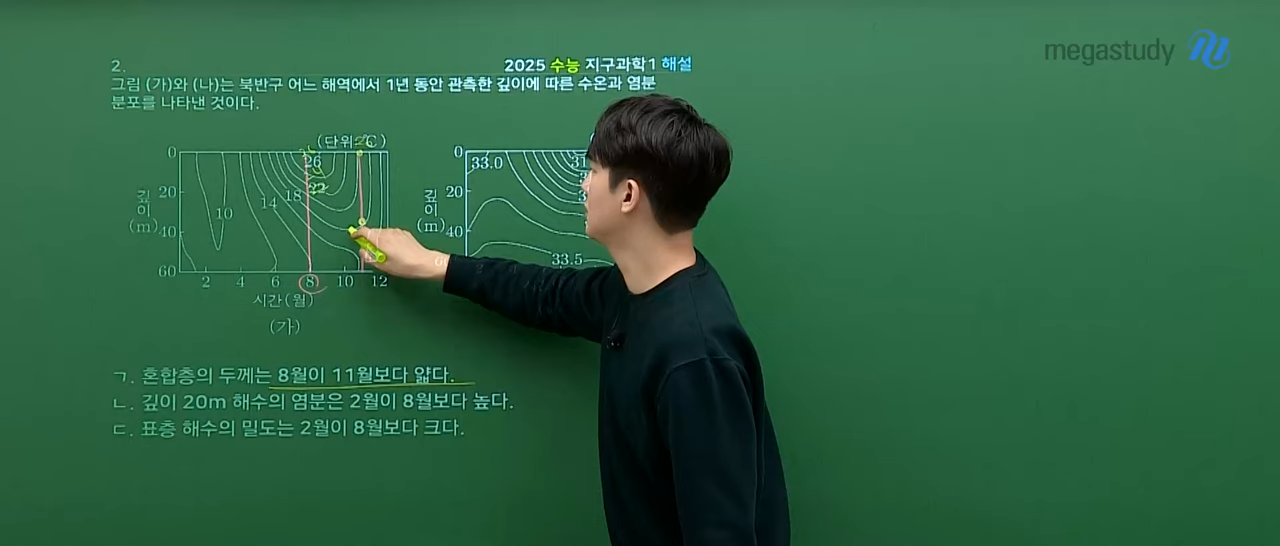 megastudy
2.
2025 수능 지구과학1 해설
그림 (가)와 (나)는 북반구 어느 해역에서 1년 동안 관측한 깊이에 따른 수온과 염분
분포를 나타낸 것이다.
(단위: ℃)
0
20
40
60
깊이(m)
10
14
18
22
26
2 4 6 8 10 12
시간(월)
(가)
0
20
40
깊이(m)
33.0
31
33.5
ㄱ. 혼합층의 두께는 8월이 11월보다 얇다.
ㄴ. 깊이 20m 해수의 염분은 2월이 8월보다 높다.
ㄷ. 표층 해수의 밀도는 2월이 8월보다 크다.